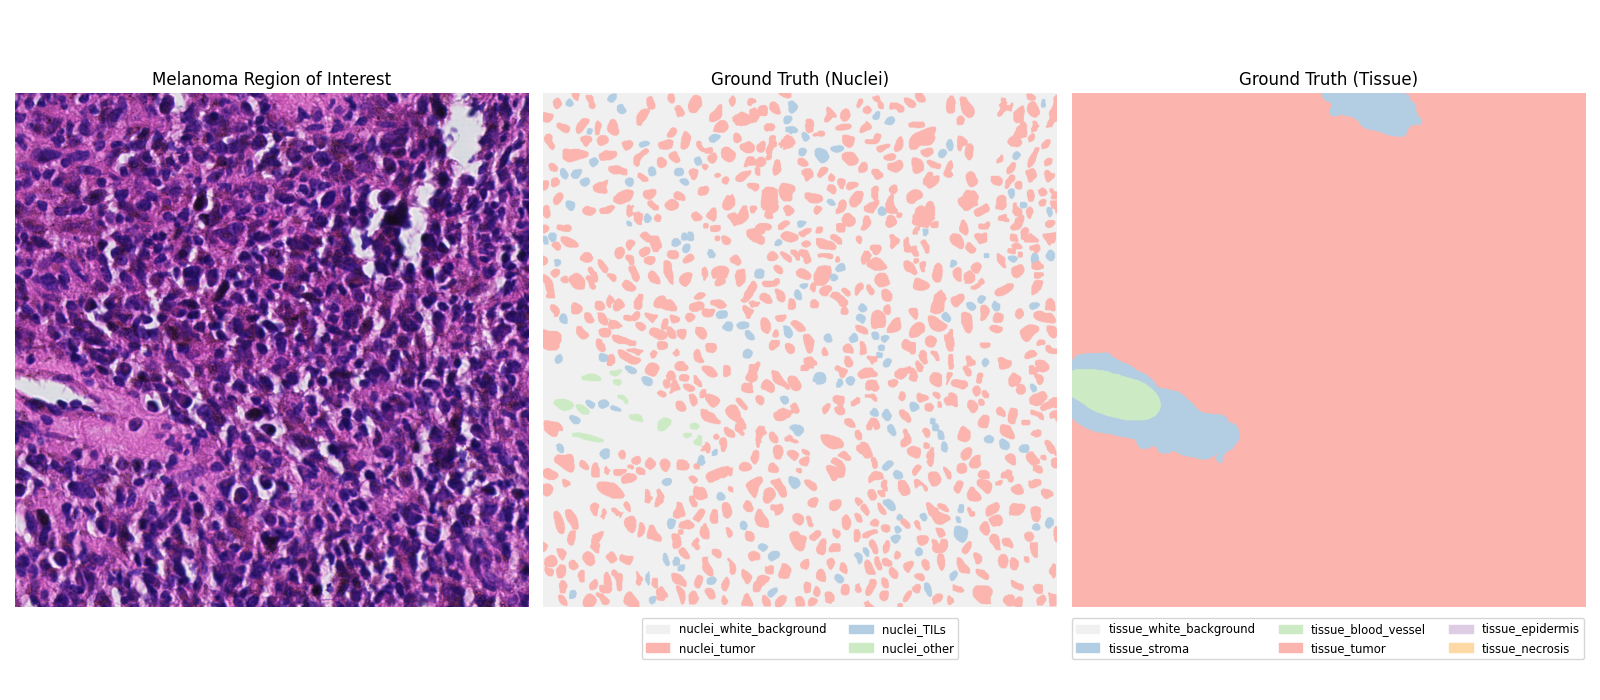 Melanoma Region of Interest
Ground Truth (Nuclei)
Ground Truth (Tissue)
nuclei_white_background
nuclei_tumor
nuclei_TILs
nuclei_other
tissue_white_background
tissue_stroma
tissue_blood_vessel
tissue_tumor
tissue_epidermis
tissue_necrosis